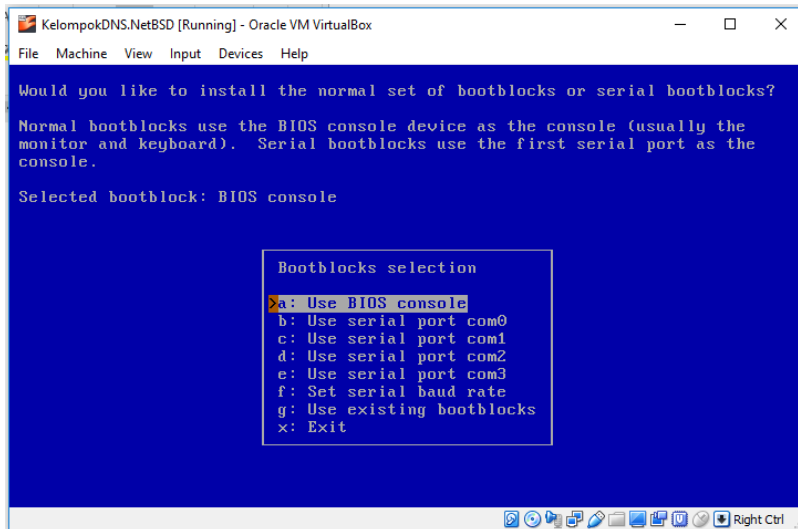 KelompokDNS.NetBSD [Running] - Oracle VM VirtualBox
File Machine View Input Devices Help
Would you like to install the normal set of bootblocks or serial bootblocks?
Normal bootblocks use the BIOS console device as the console (usually the
monitor and keyboard). Serial bootblocks use the first serial port as the
console.
Selected bootblock: BIOS console
Bootblocks selection
>a: Use BIOS console
b: Use serial port com0
c: Use serial port com1
d: Use serial port com2
e: Use serial port com3
f: Set serial baud rate
g: Use existing bootblocks
x: Exit
Right Ctrl